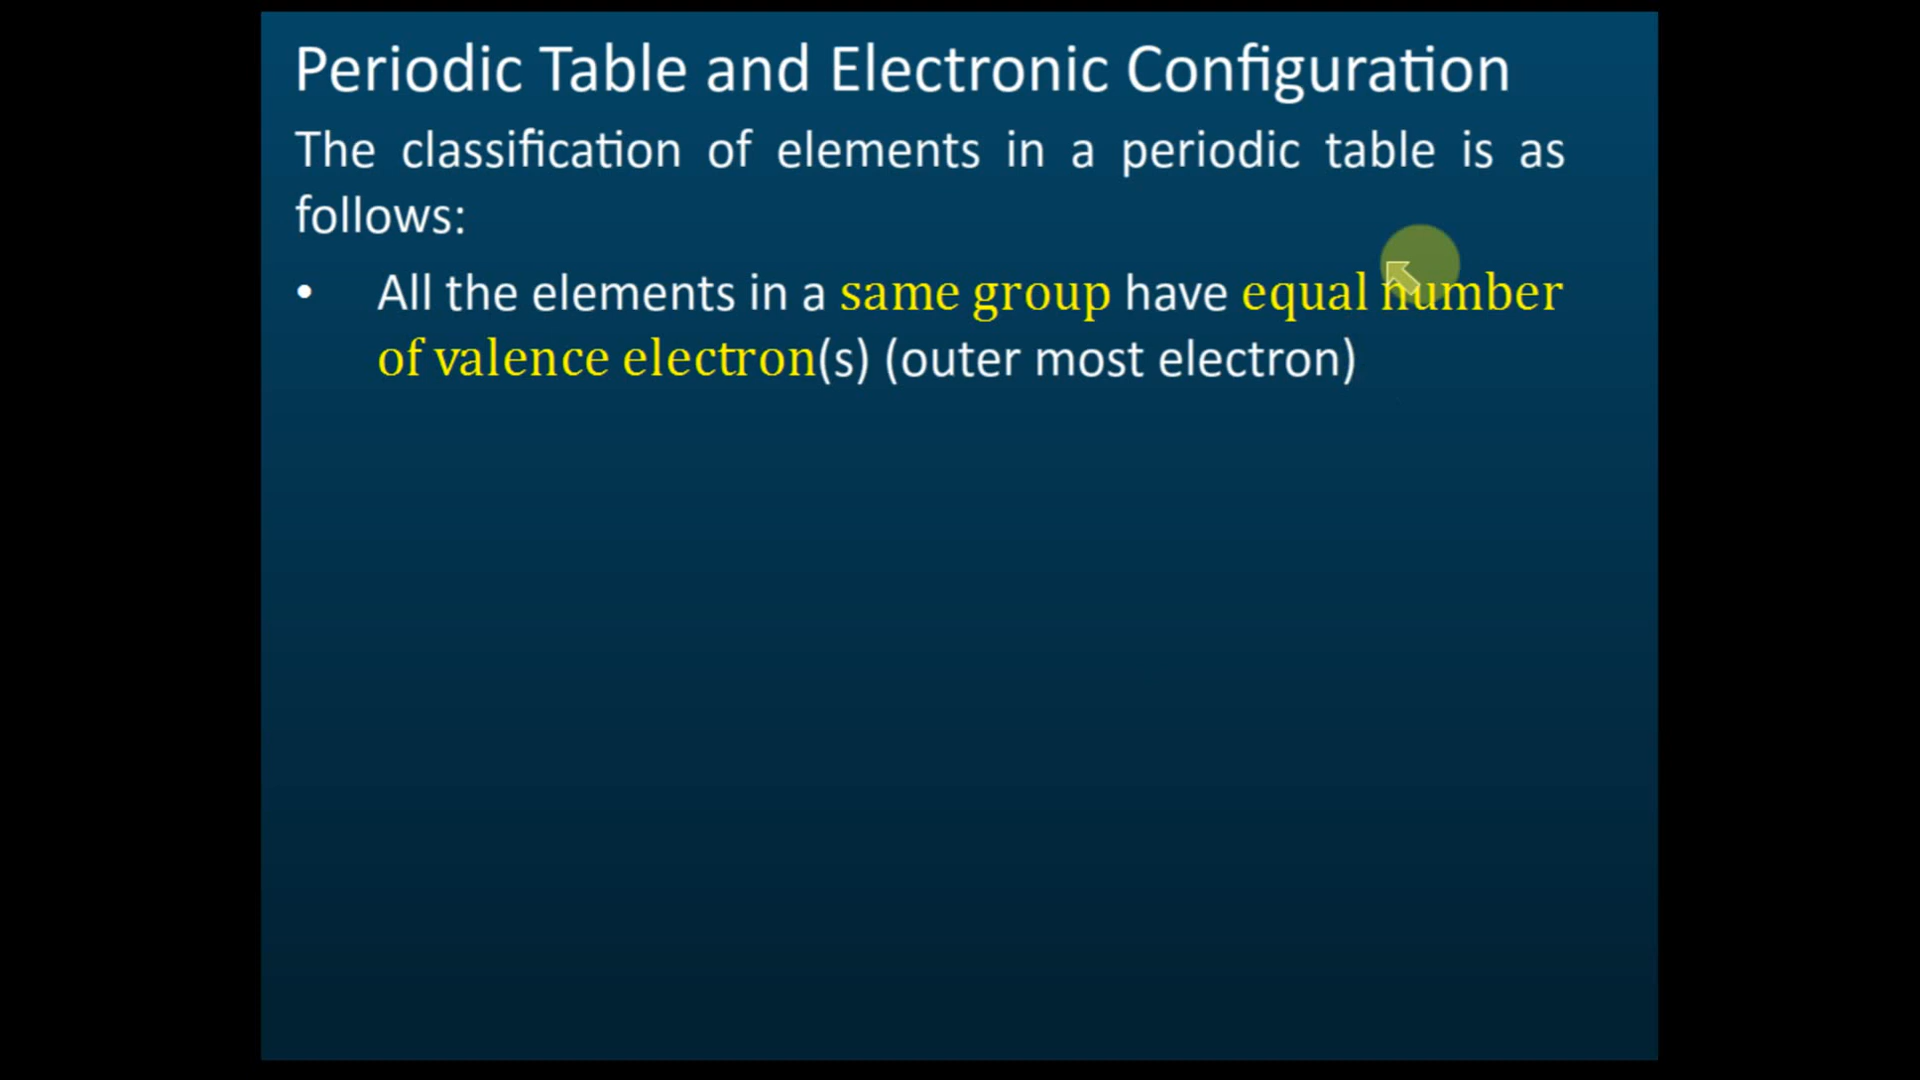 Periodic Table and Electronic Configuration
The classification of elements in a periodic table is as
follows:
• All the elements in a same group have equal number
of valence electron(s) (outer most electron)